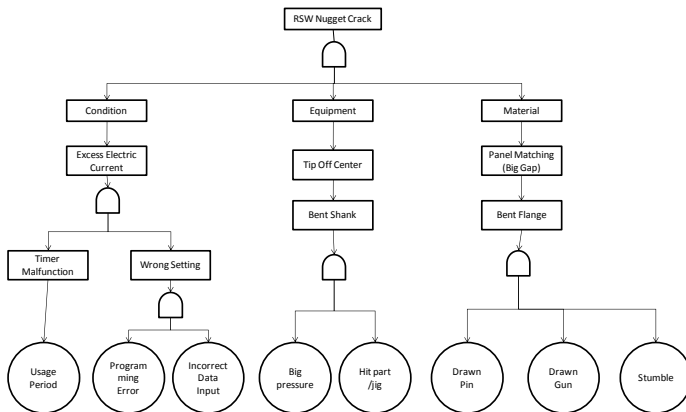 RSW Nugget Crack
Condition
Equipment
Material
Excess Electric
Current
Tip Off Center
Panel Matching
(Big Gap)
Bent Shank
Bent Flange
Timer
Malfunction
Wrong Setting
Usage
Period
Program
ming
Error
Incorrect
Data
Input
Big
pressure
Hit part
/jig
Drawn
Pin
Drawn
Gun
Stumble